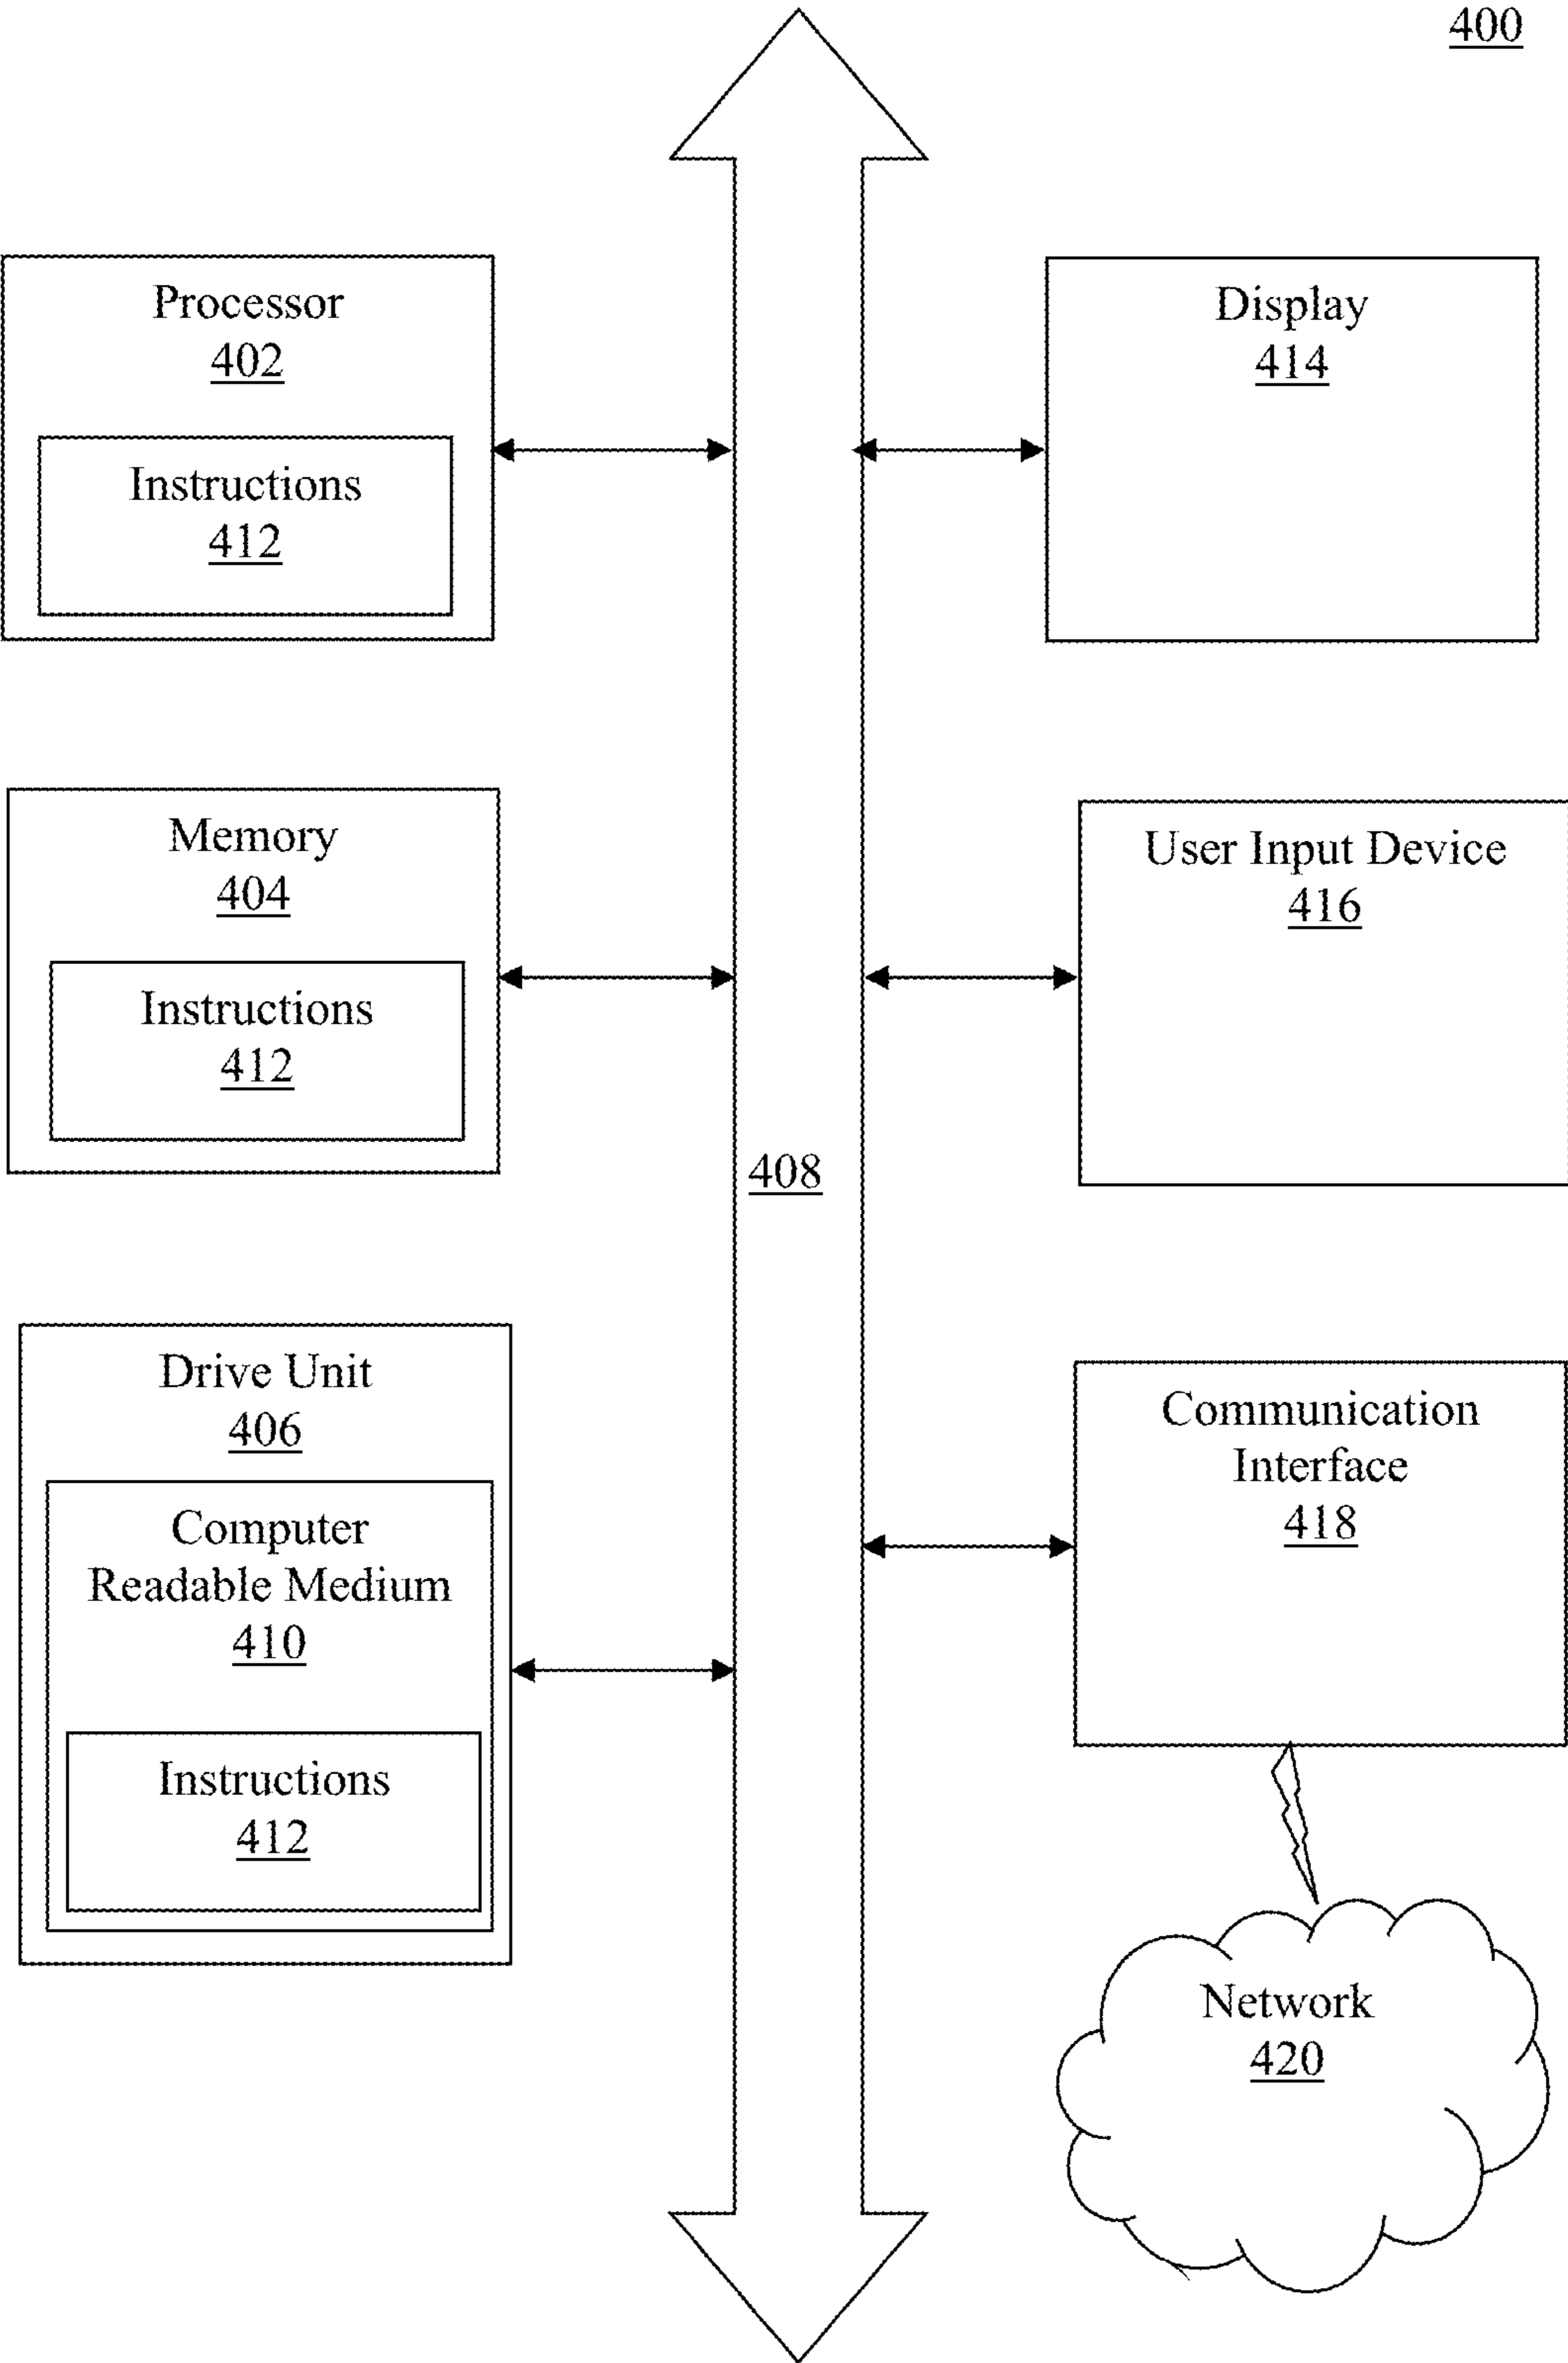 400
Processor
402
Instructions
412
Display
414
Memory
404
Instructions
412
User Input Device
416
408
Drive Unit
406
Computer
Readable Medium
410
Instructions
412
Communication
Interface
418
Network
420